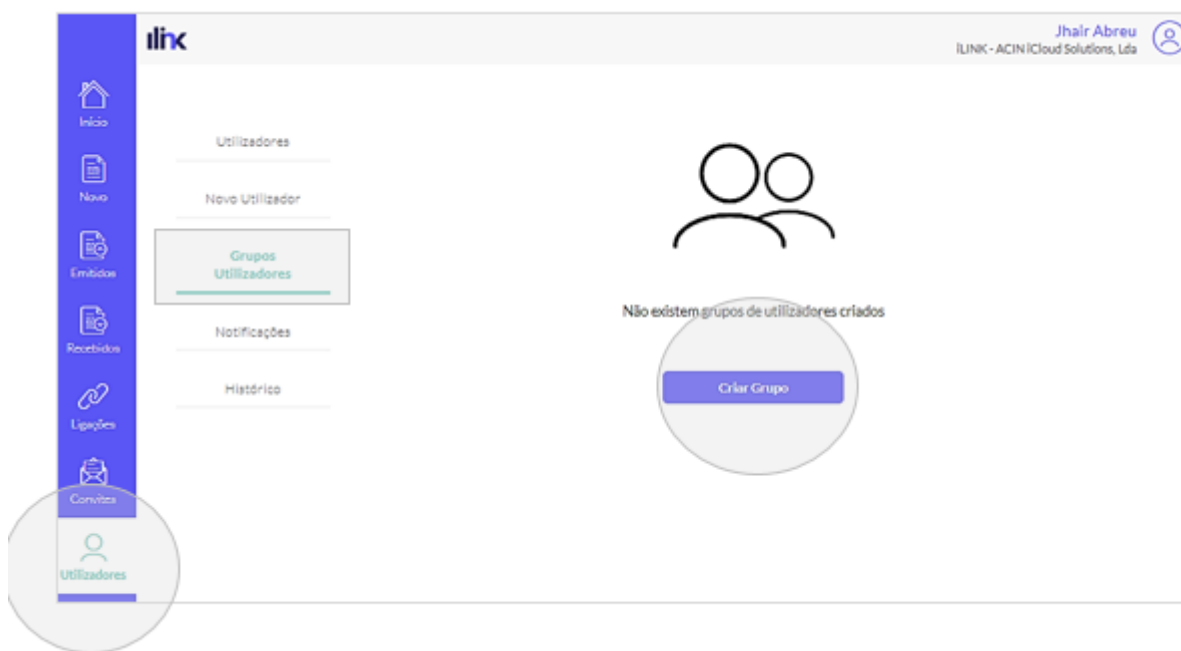 ilink
Jhair Abreu
iLINK - ACIN iCloud Solutions, Lda
Início
Novo
Emitidos
Recebidos
Ligações
Convites
Utilizadores
Utilizadores
Novo Utilizador
Grupos
Utilizadores
Notificações
Histórico
Não existem grupos de utilizadores criados
Criar Grupo